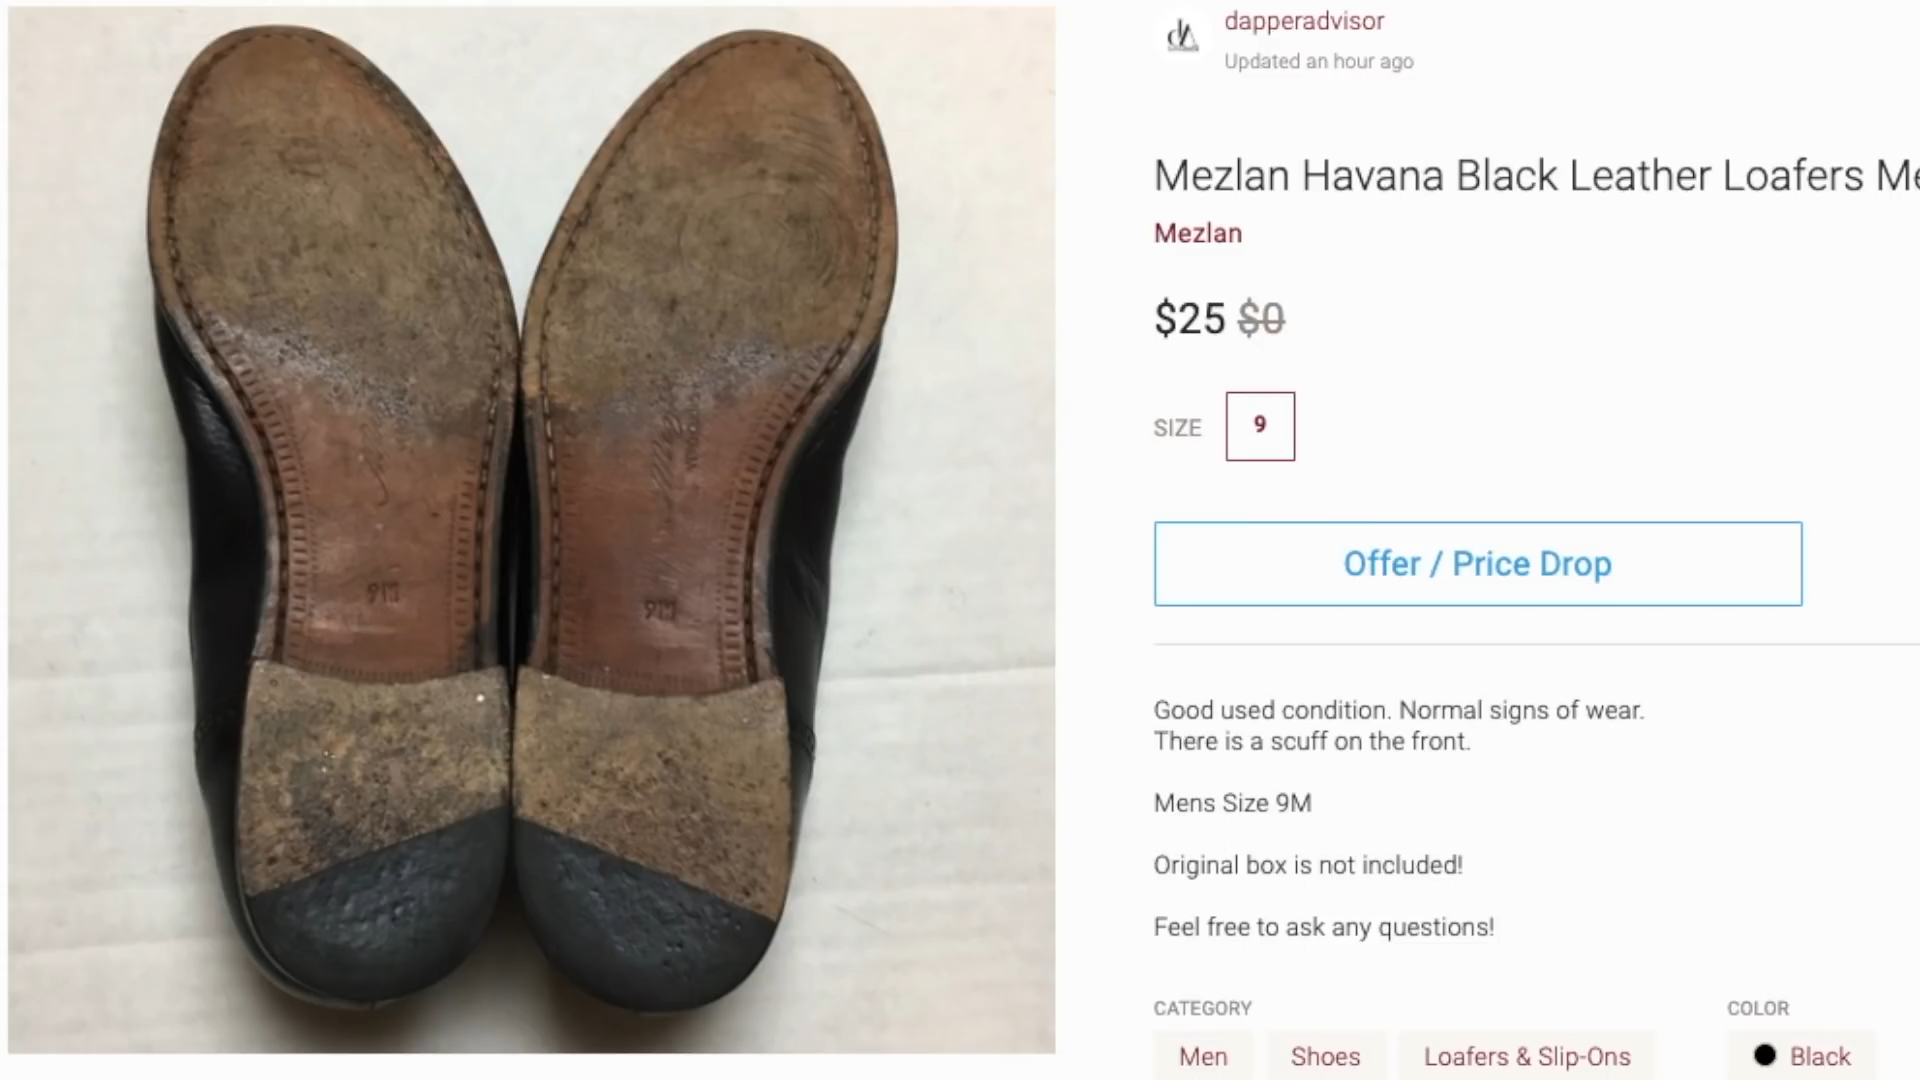 dapperadvisor
Updated an hour ago
Mezlan Havana Black Leather Loafers
Mezlan
$25 $0
SIZE 9
Offer / Price Drop
Good used condition. Normal signs of wear.
There is a scuff on the front.
Mens Size 9M
Original box is not included!
Feel free to ask any questions!
CATEGORY
COLOR
Men
Shoes
Loafers & Slip-Ons
Black
9M
9M